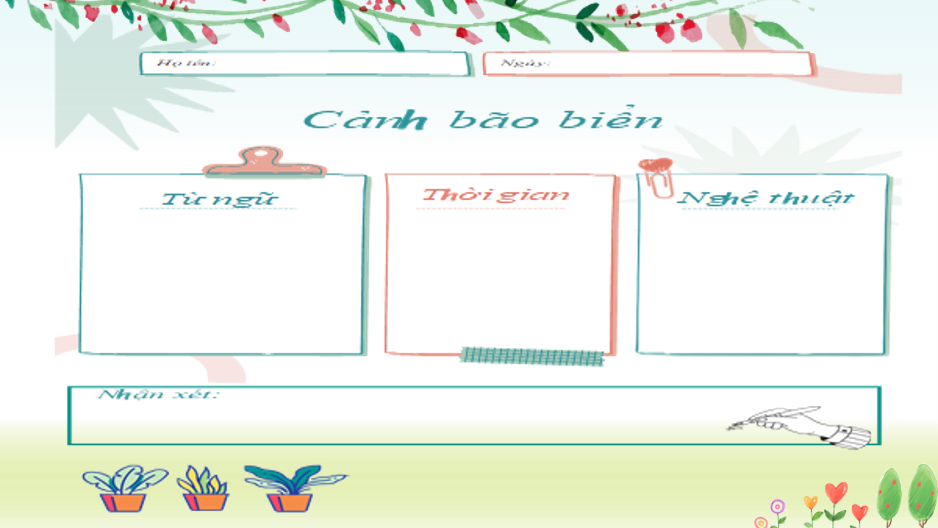 Họ tên:
Ngày:
Cảnh bão biển
Từ ngữ
Thời gian
Nghệ thuật
Nhận xét: